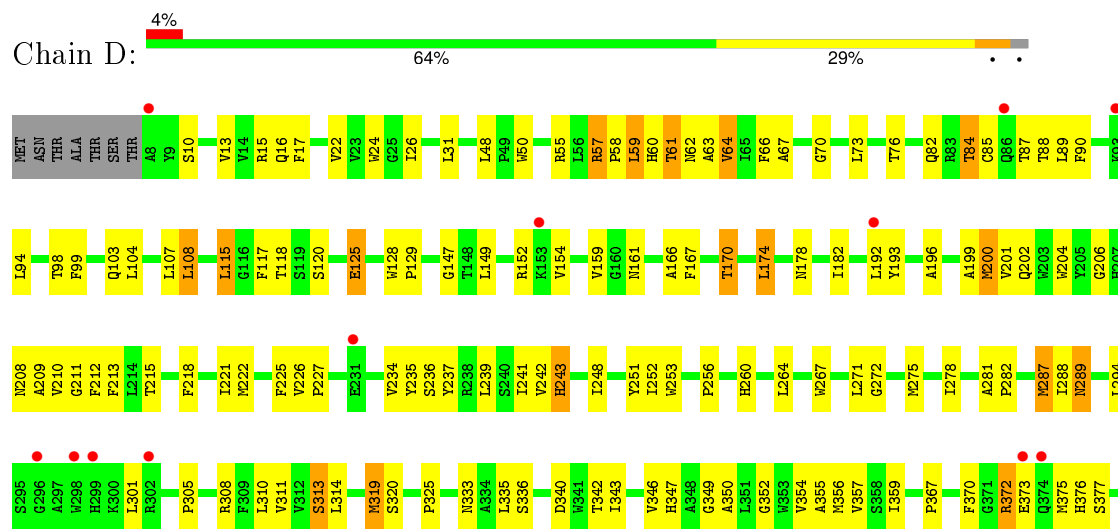 4%
Chain D:
64% 29% • •
MET ASN THR ALA THR SER THR A8 Y9 S10 V13 V14 R15 Q16 F17 V22 V23 W24 G25 I26 L31 L48 P49 W50 R55 L56 R57 P58 L59 H60 T61 N62 A63 V64 I65 F66 A67 G70 L73 T76 Q82 R83 T84 C85 Q86 T87 T88 L89 F90 K93
L94 T98 F99 Q103 L104 L107 L108 L115 G116 F117 T118 S119 S120 E125 W128 P129 G147 T148 L149 R152 K153 V154 V159 G160 N161 A166 F167 T170 L174 N178 I182 L192 Y193 A196 A199 M200 V201 Q202 W203 W204 Y205 G206 H207
N208 A209 V210 G211 F212 F213 L214 T215 F218 I221 M222 F225 V226 P227 E231 V234 Y235 S236 Y237 R238 L239 S240 I241 V242 H243 I248 Y251 I252 W253 P256 H260 L264 W267 L271 G272 M275 I278 A281 P282 M287 I288 N289 L294
S295 G296 A297 W298 H299 K300 L301 R302 P305 R308 F309 L310 V311 V312 S313 L314 M319 S320 P325 N333 A334 L335 S336 D340 W341 T342 I343 V346 H347 A348 G349 A350 L351 G352 W353 V354 A355 M356 V357 S358 I359 P367 F370 G371 R372 E373 Q374 M375 H376 S377